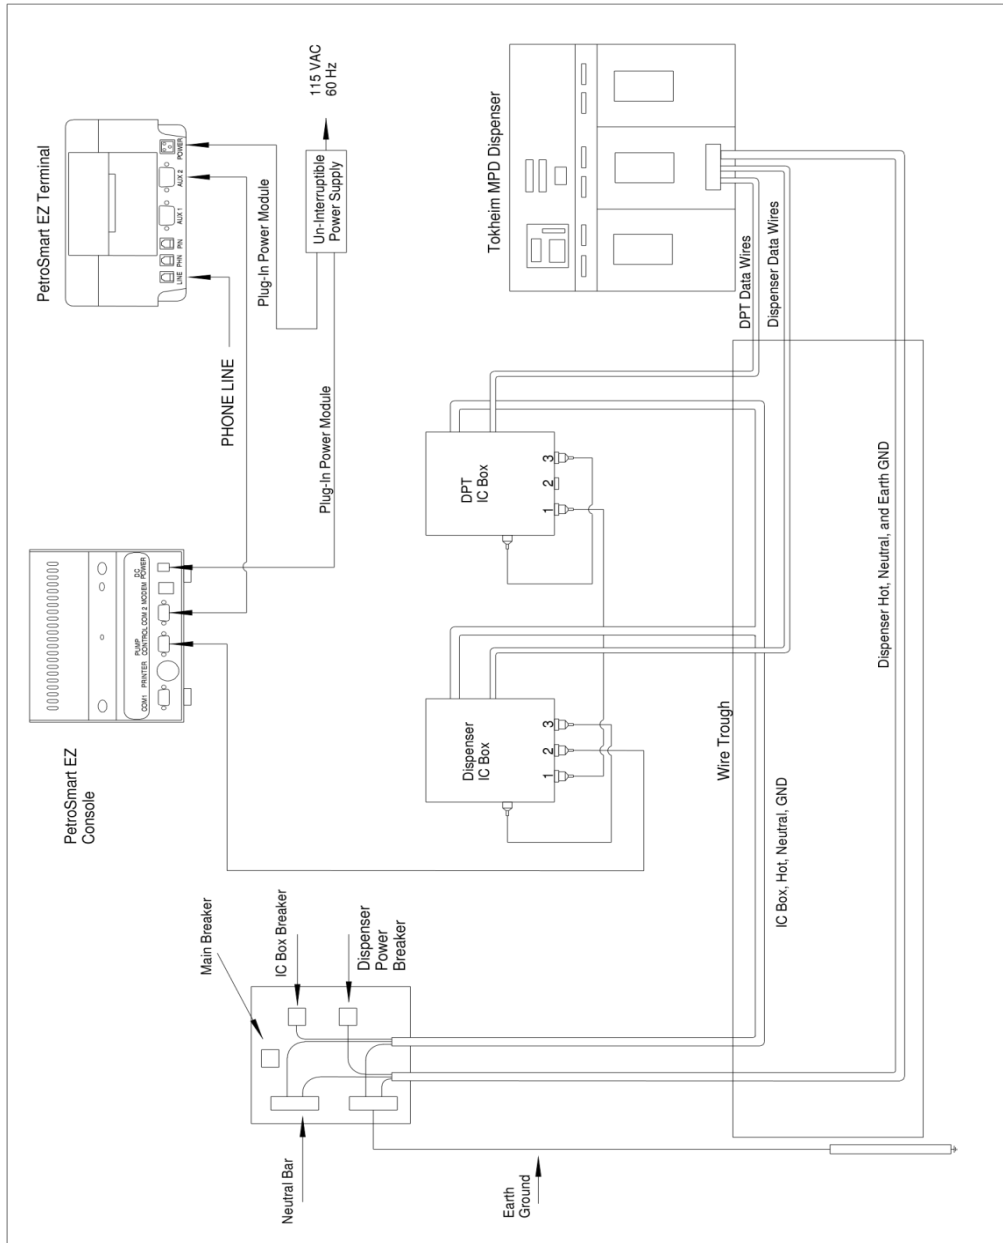 PetroSmart EZ
Console
COM1
PRINTER
PUMP
CONTROL
COM 2
MODEM
DC
POWER
PetroSmart EZ Terminal
LINE
PHN
PIN
AUX 1
AUX 2
POWER
PHONE LINE
Plug-In Power Module
Plug-In Power Module
Un-Interruptible
Power Supply
115 VAC
60 Hz
Main Breaker
IC Box Breaker
Dispenser
Power
Breaker
Neutral Bar
Earth
Ground
Dispenser
IC Box
1
2
3
DPT
IC Box
1
2
3
Tokheim MPD Dispenser
DPT Data Wires
Dispenser Data Wires
Wire Trough
IC Box, Hot, Neutral, GND
Dispenser Hot, Neutral, and Earth GND